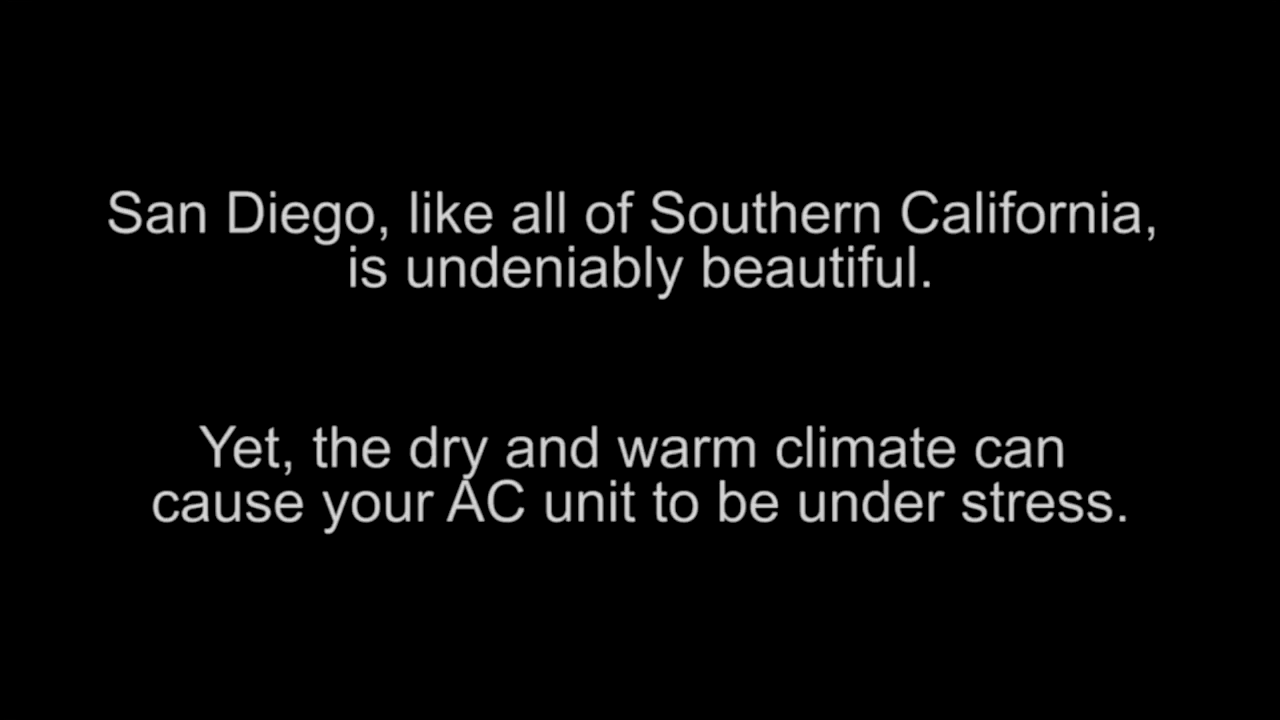 San Diego, like all of Southern California,
is undeniably beautiful.
Yet, the dry and warm climate can
cause your AC unit to be under stress.